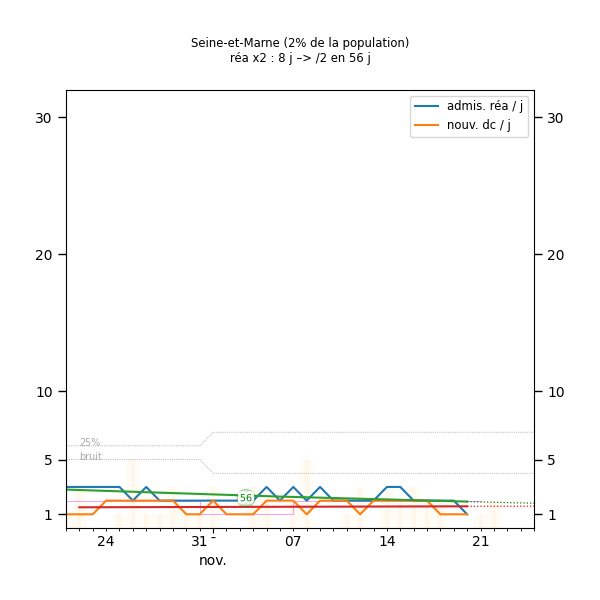 Seine-et-Marne (2% de la population)
réa x2 : 8 j –> /2 en 56 j
admis. réa / j
nouv. dc / j
30
30
20
20
10
10
25%
bruit
5
5
56
1
1
24
31
07
14
21
nov.